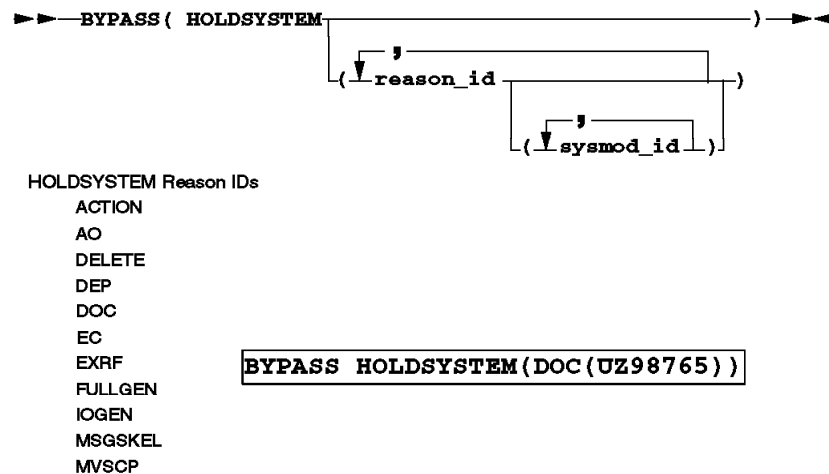 BYPASS( HOLDSYSTEM )
,
( reason_id )
,
( sysmod_id )
HOLDSYSTEM Reason IDs
ACTION
AO
DELETE
DEP
DOC
EC
EXRF
FULLGEN
IOGEN
MSGSKEL
MVSCP
BYPASS HOLDSYSTEM(DOC(UZ98765))